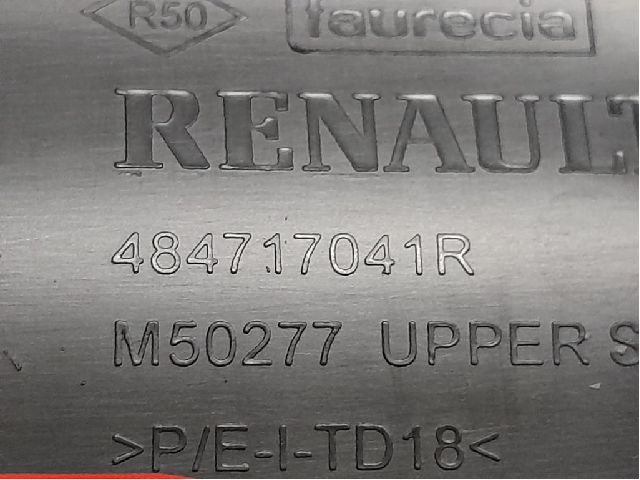 R50 faurecia
RENAULT
484717041R
M50277 UPPER S
>P/E-I-TD18<